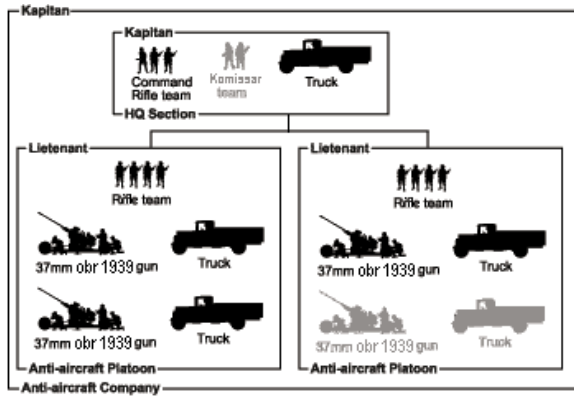 Kapitan
Kapitan
Command
Rifle team
Komissar
team
Truck
HQ Section
Lietenant
Rifle team
37mm obr 1939 gun
Truck
37mm obr 1939 gun
Truck
Anti-aircraft Platoon
Lietenant
Rifle team
37mm obr 1939 gun
Truck
37mm obr 1939 gun
Truck
Anti-aircraft Platoon
Anti-aircraft Company